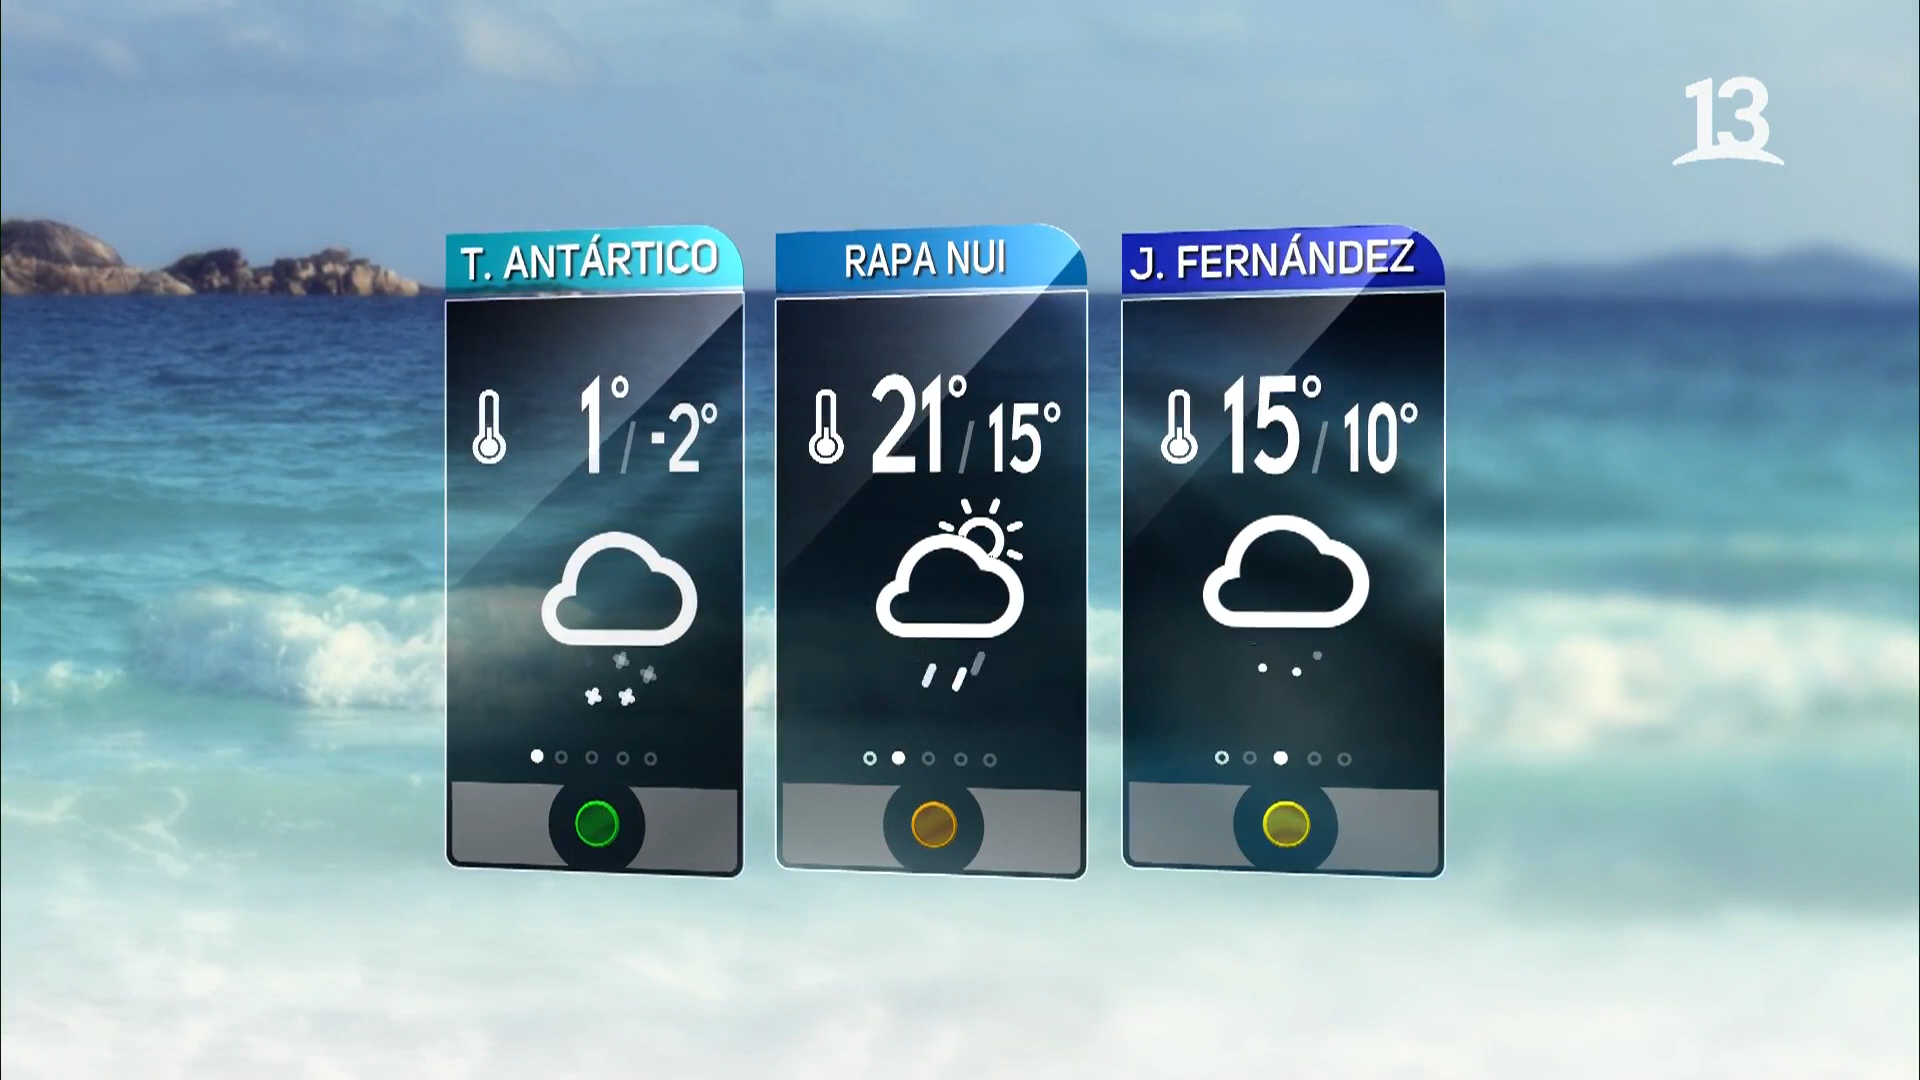 13
T. ANTÁRTICO
1° / -2°
RAPA NUI
21° / 15°
J. FERNÁNDEZ
15° / 10°